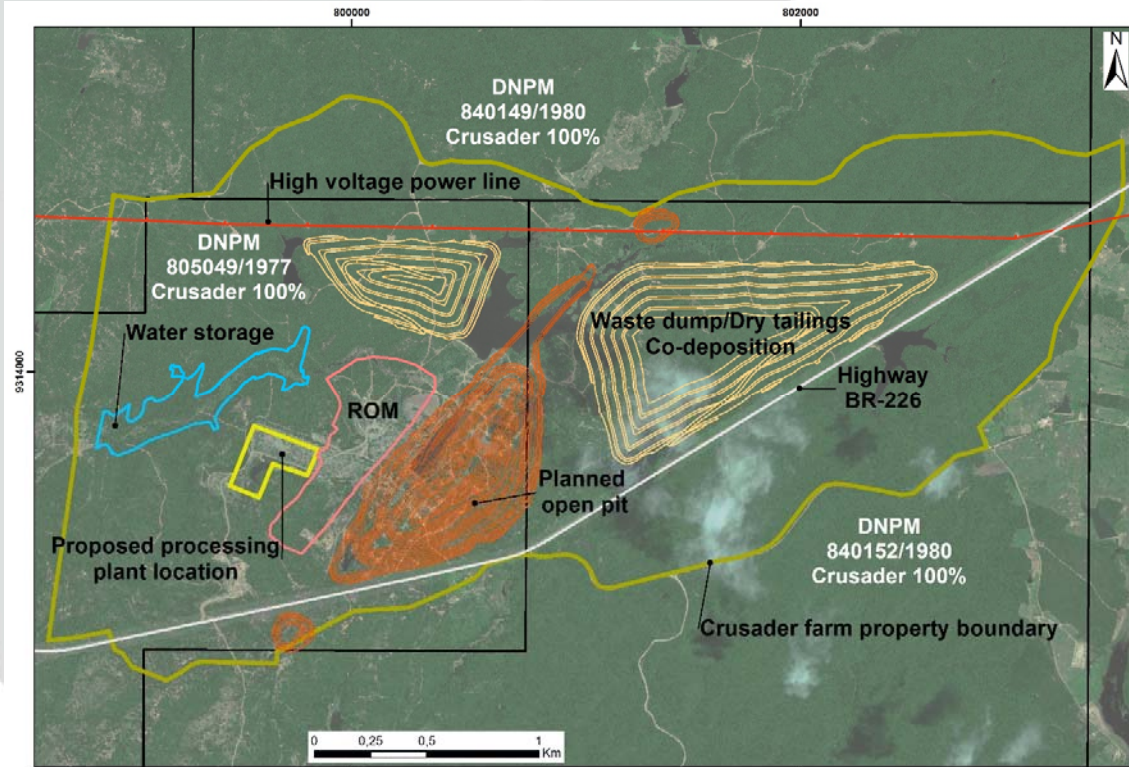 800000
802000
N
DNPM
840149/1980
Crusader 100%
High voltage power line
DNPM
805049/1977
Crusader 100%
Water storage
Waste dump/Dry tailings
Co-deposition
9314000
Highway
BR-226
ROM
Planned
open pit
DNPM
840152/1980
Crusader 100%
Proposed processing
plant location
Crusader farm property boundary
0 0,25 0,5 1
Km